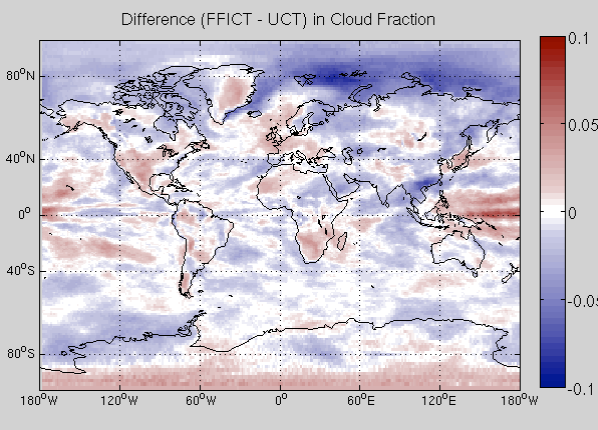 Difference (FFICT - UCT) in Cloud Fraction
0.1
80°N
0.05
40°N
0°
0
40°S
-0.05
80°S
-0.1
180°W 120°W 60°W 0° 60°E 120°E 180°W